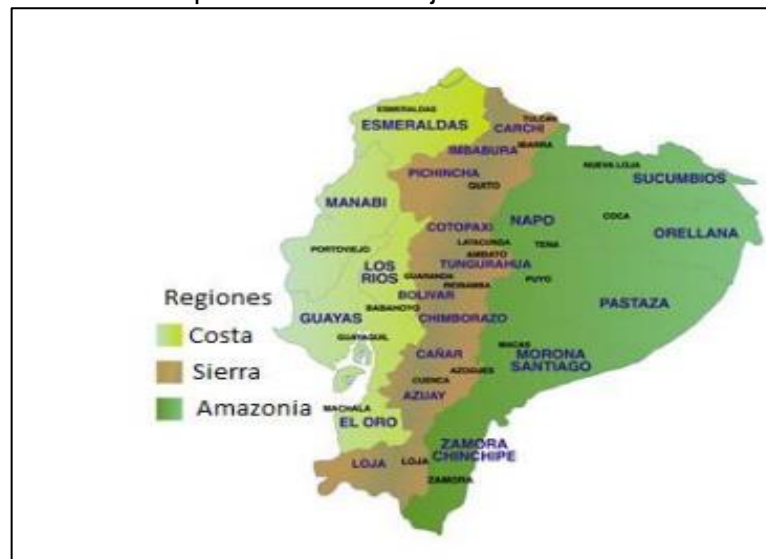 ESMERALDAS
ESMERALDAS
TULCAN
CARCHI
IBARRA
IMBABURA
PICHINCHA
QUITO
NUEVA LOJA
SUCUMBIOS
MANABI
COTOPAXI
NAPO
COCA
ORELLANA
PORTOVIEJO
LATACUNGA
TENA
AMBATO
LOS
RIOS
GUARANDA
TUNGURAHUA
RIOBAMBA
PUYO
Regiones
BOLIVAR
PASTAZA
BABAHOYO
GUAYAS
CHIMBORAZO
Costa
GUAYAQUIL
MACAS
CAÑAR
MORONA
SANTIAGO
Sierra
AZOGUES
CUENCA
AZUAY
Amazonia
MACHALA
EL ORO
ZAMORA
CHINCHIPE
LOJA
LOJA
ZAMORA